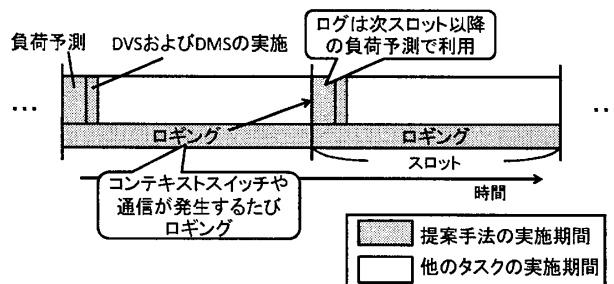 負荷予測
DVSおよびDMSの実施
ログは次スロット以降
の負荷予測で利用
…
…
ロギング
ロギング
スロット
コンテキストスイッチや
通信が発生するたび
ロギング
時間
提案手法の実施期間
他のタスクの実施期間